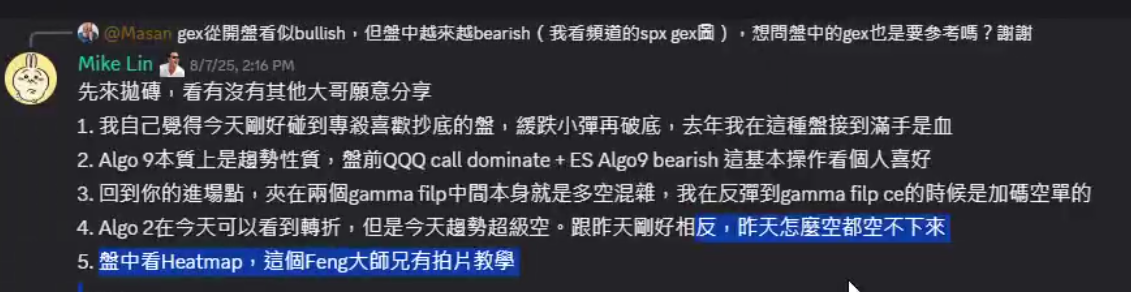 @Masan gex從開盤看似bullish，但盤中越來越bearish（我看頻道的spx gex圖），想問盤中的gex也是要參考嗎？謝謝
Mike Lin 8/7/25, 2:16 PM
先來拋磚，看有沒有其他大哥願意分享
1. 我自己覺得今天剛好碰到專殺喜歡抄底的盤，緩跌小彈再破底，去年我在這種盤接到滿手是血
2. Algo 9本質上是趨勢性質，盤前QQQ call dominate + ES Algo9 bearish 這基本操作看個人喜好
3. 回到你的進場點，夾在兩個gamma filp中間本身就是多空混雜，我在反彈到gamma filp ce的時候是加碼空單的
4. Algo 2在今天可以看到轉折，但是今天趨勢超級空。跟昨天剛好相反，昨天怎麼空都空不下來
5. 盤中看Heatmap，這個Feng大師兄有拍片教學